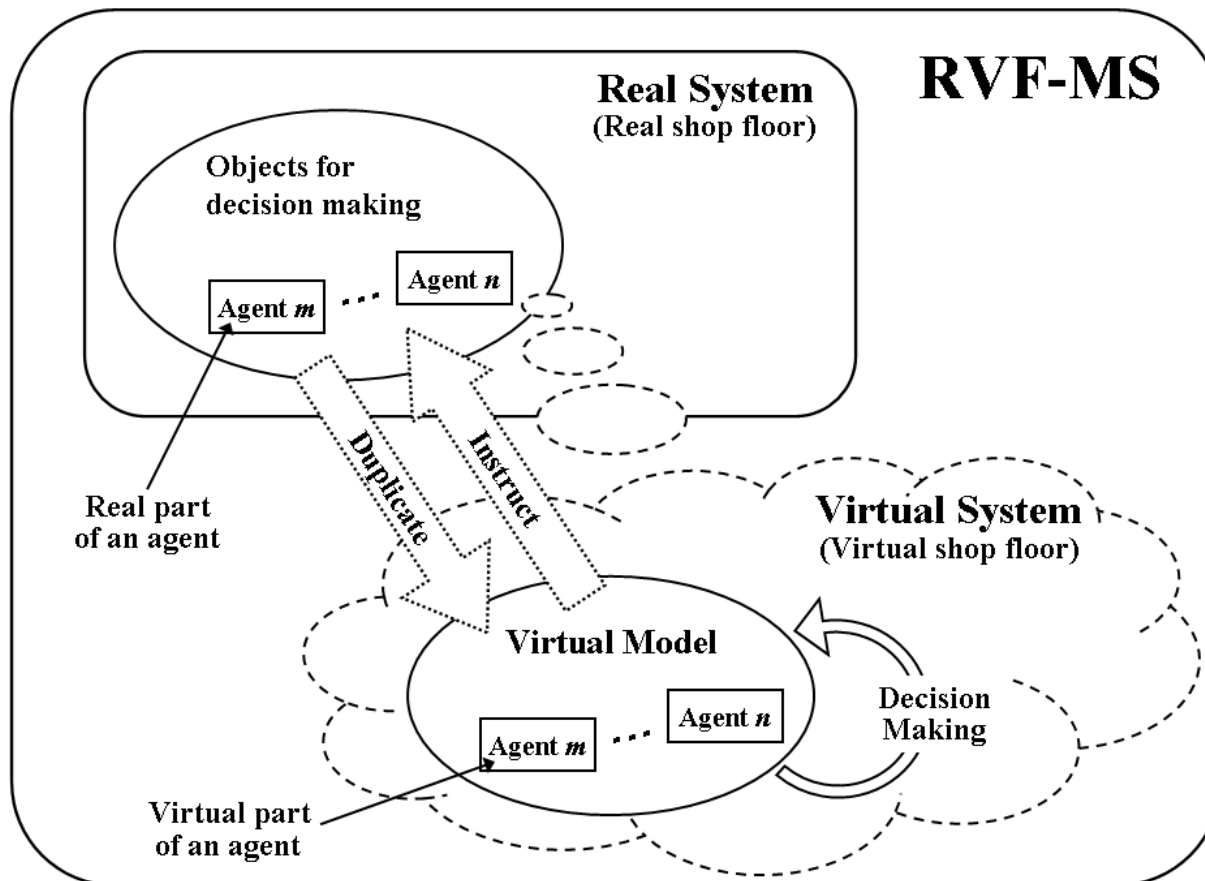 RVF-MS
Real System
(Real shop floor)
Objects for
decision making
Agent m
Agent n
Duplicate
Instruct
Real part
of an agent
Virtual System
(Virtual shop floor)
Virtual Model
Agent m
Agent n
Decision
Making
Virtual part
of an agent